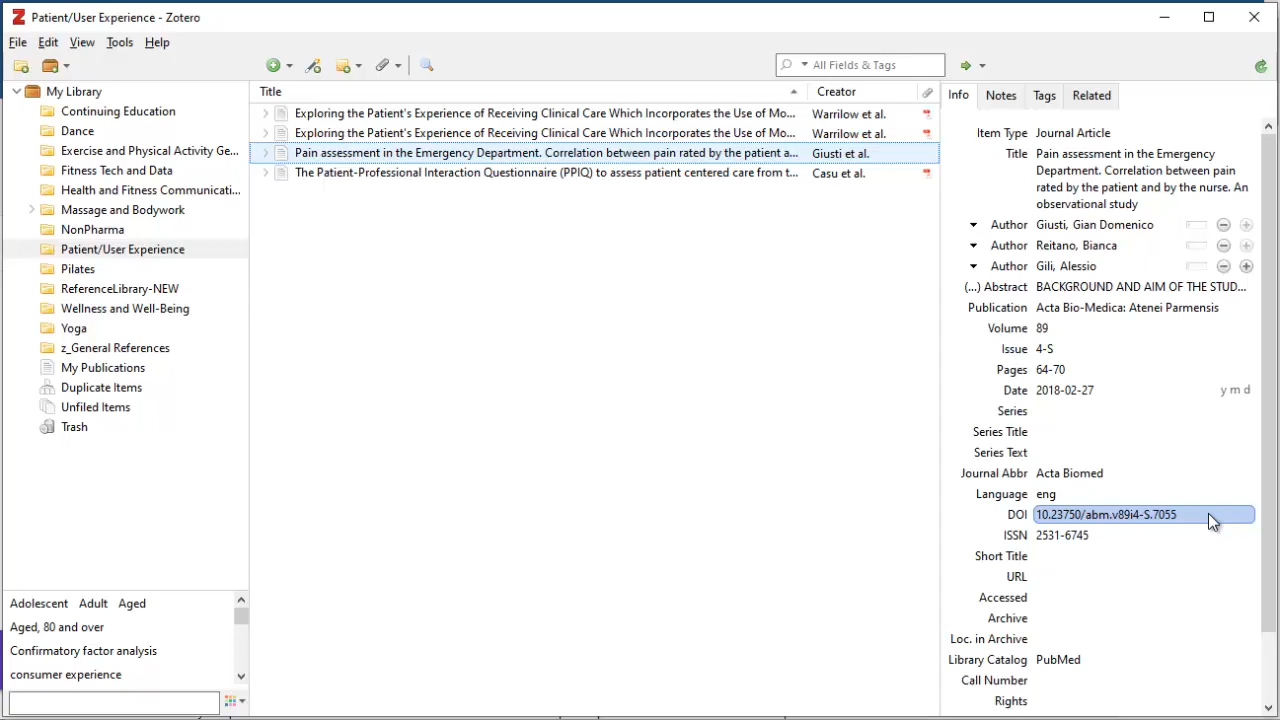 Patient/User Experience - Zotero
File Edit View Tools Help
All Fields & Tags
My Library
Continuing Education
Dance
Exercise and Physical Activity Ge...
Fitness Tech and Data
Health and Fitness Communicati...
Massage and Bodywork
NonPharma
Patient/User Experience
Pilates
ReferenceLibrary-NEW
Wellness and Well-Being
Yoga
z_General References
My Publications
Duplicate Items
Unfiled Items
Trash
Adolescent Adult Aged
Aged, 80 and over
Confirmatory factor analysis
consumer experience
Title Creator
Exploring the Patient's Experience of Receiving Clinical Care Which Incorporates the Use of Mo... Warrilow et al.
Exploring the Patient's Experience of Receiving Clinical Care Which Incorporates the Use of Mo... Warrilow et al.
Pain assessment in the Emergency Department. Correlation between pain rated by the patient a... Giusti et al.
The Patient-Professional Interaction Questionnaire (PPIQ) to assess patient centered care from t... Casu et al.
Info Notes Tags Related
Item Type Journal Article
Title Pain assessment in the Emergency
Department. Correlation between pain
rated by the patient and by the nurse. An
observational study
Author Giusti, Gian Domenico
Author Reitano, Bianca
Author Gili, Alessio
(...) Abstract BACKGROUND AND AIM OF THE STUD...
Publication Acta Bio-Medica: Atenei Parmensis
Volume 89
Issue 4-S
Pages 64-70
Date 2018-02-27 y m d
Series
Series Title
Series Text
Journal Abbr Acta Biomed
Language eng
DOI 10.23750/abm.v89i4-S.7055
ISSN 2531-6745
Short Title
URL
Accessed
Archive
Loc. in Archive
Library Catalog PubMed
Call Number
Rights